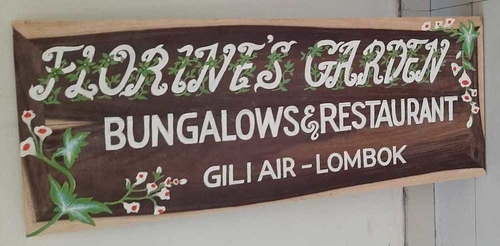 FLORINE'S GARDEN
BUNGALOWS & RESTAURANT
GILI AIR - LOMBOK